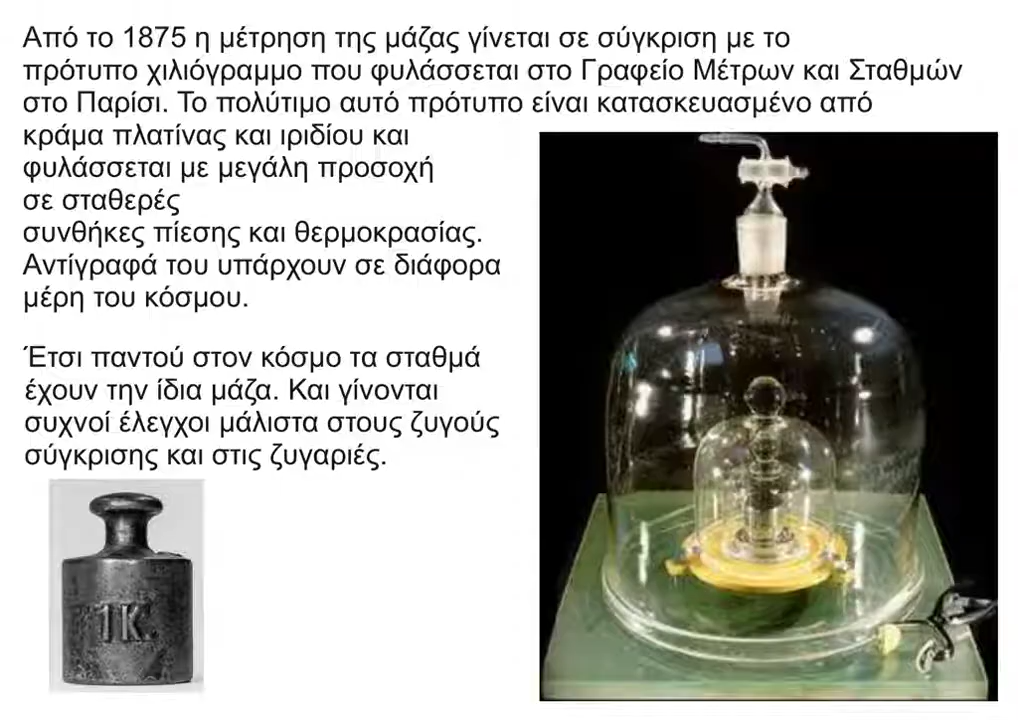 Από το 1875 η μέτρηση της μάζας γίνεται σε σύγκριση με το
πρότυπο χιλιόγραμμο που φυλάσσεται στο Γραφείο Μέτρων και Σταθμών
στο Παρίσι. Το πολύτιμο αυτό πρότυπο είναι κατασκευασμένο από
κράμα πλατίνας και ιριδίου και
φυλάσσεται με μεγάλη προσοχή
σε σταθερές
συνθήκες πίεσης και θερμοκρασίας.
Αντίγραφά του υπάρχουν σε διάφορα
μέρη του κόσμου.
Έτσι παντού στον κόσμο τα σταθμά
έχουν την ίδια μάζα. Και γίνονται
συχνοί έλεγχοι μάλιστα στους ζυγούς
σύγκρισης και στις ζυγαριές.
1K.